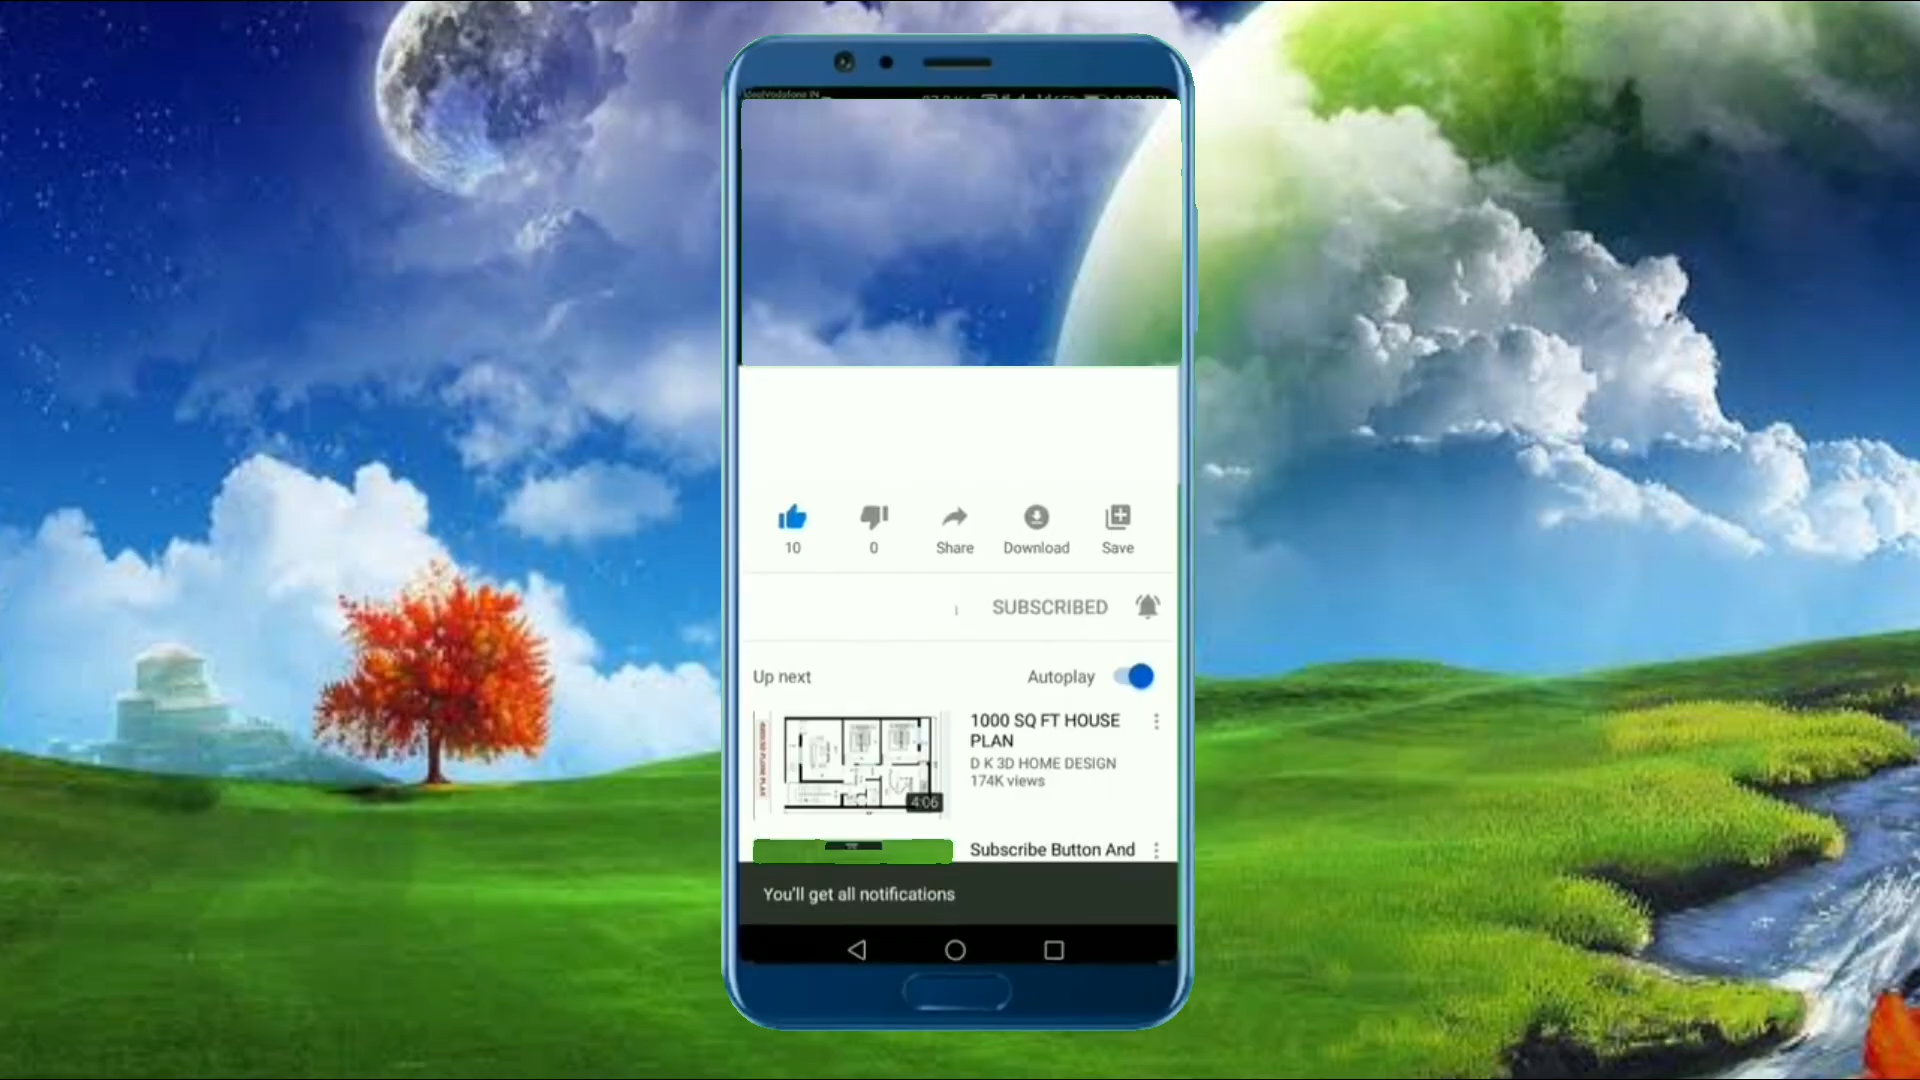 10
0
Share
Download
Save
SUBSCRIBED
Up next
Autoplay
1000 SQ FT HOUSE
PLAN
D K 3D HOME DESIGN
174K views
4:06
Subscribe Button And
You'll get all notifications